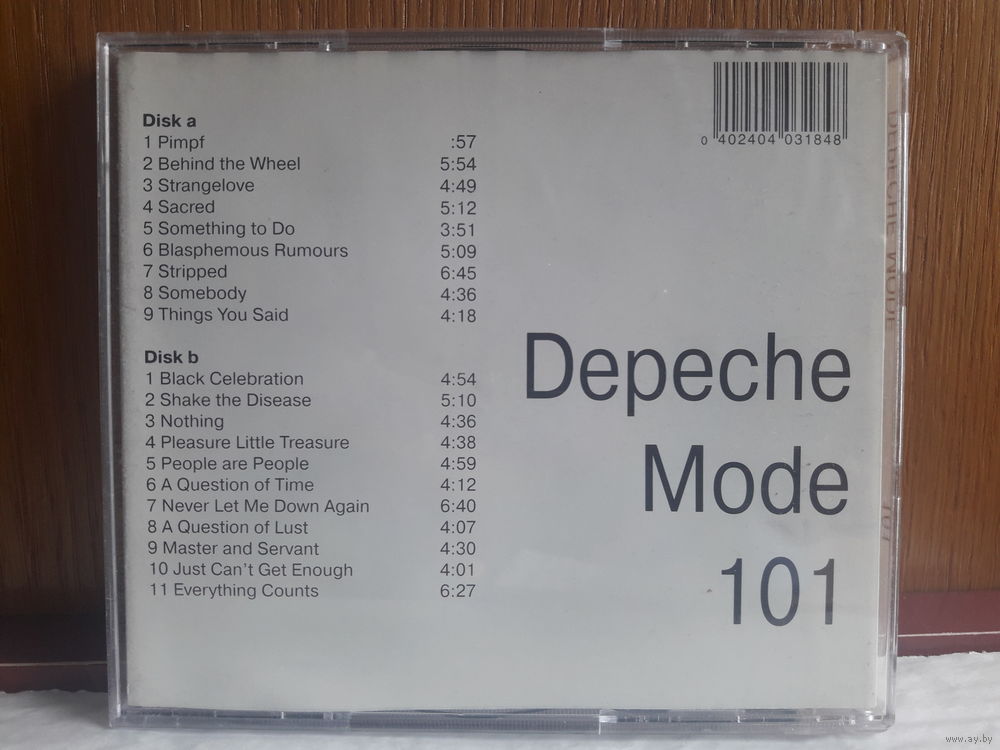 Disk a
1 Pimpf :57
2 Behind the Wheel 5:54
3 Strangelove 4:49
4 Sacred 5:12
5 Something to Do 3:51
6 Blasphemous Rumours 5:09
7 Stripped 6:45
8 Somebody 4:36
9 Things You Said 4:18
Disk b
1 Black Celebration 4:54
2 Shake the Disease 5:10
3 Nothing 4:36
4 Pleasure Little Treasure 4:38
5 People are People 4:59
6 A Question of Time 4:12
7 Never Let Me Down Again 6:40
8 A Question of Lust 4:07
9 Master and Servant 4:30
10 Just Can't Get Enough 4:01
11 Everything Counts 6:27
0 402404 031848
Depeche
Mode
101
DEPECHE MODE 101
www.ay.by